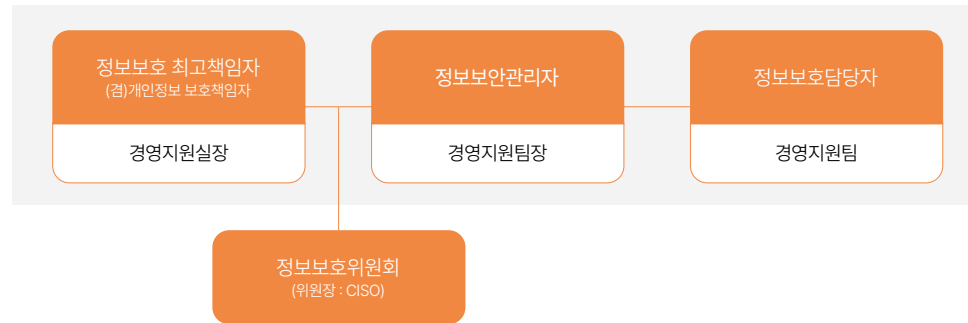 정보보호 최고책임자
(겸)개인정보 보호책임자
경영지원실장
정보보안관리자
경영지원팀장
정보보호담당자
경영지원팀
정보보호위원회
(위원장 : CISO)